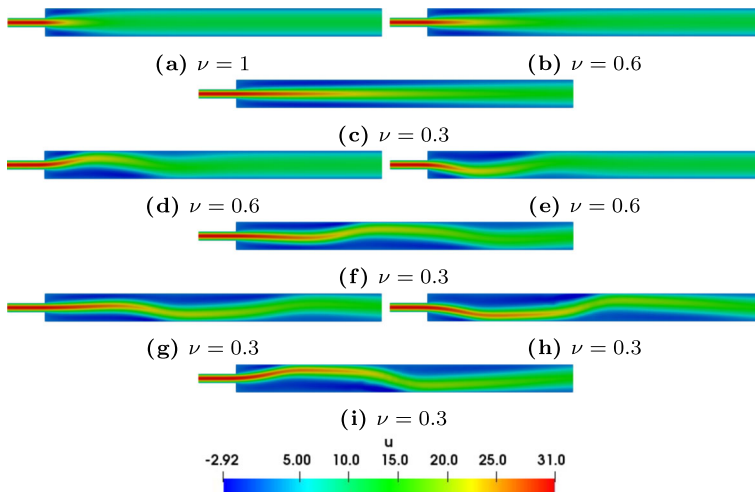 (a) ν = 1
(b) ν = 0.6
(c) ν = 0.3
(d) ν = 0.6
(e) ν = 0.6
(f) ν = 0.3
(g) ν = 0.3
(h) ν = 0.3
(i) ν = 0.3
u
-2.92 5.00 10.0 15.0 20.0 25.0 31.0